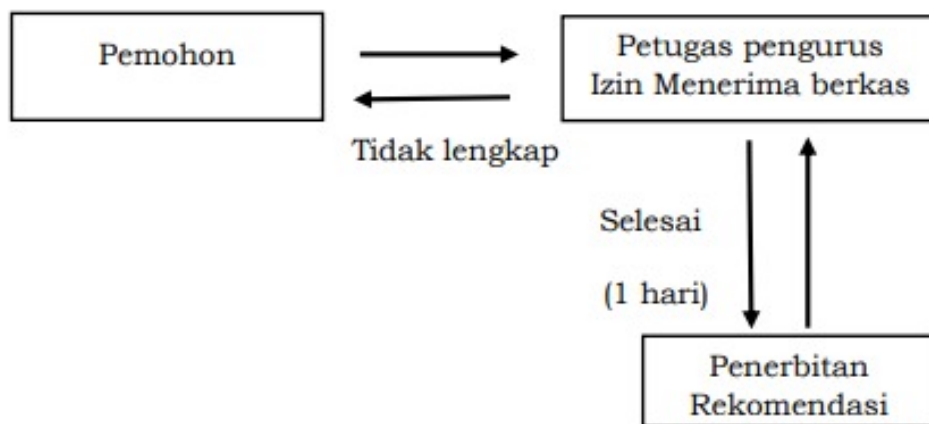 Pemohon
Petugas pengurus
Izin Menerima berkas
Tidak lengkap
Selesai
(1 hari)
Penerbitan
Rekomendasi